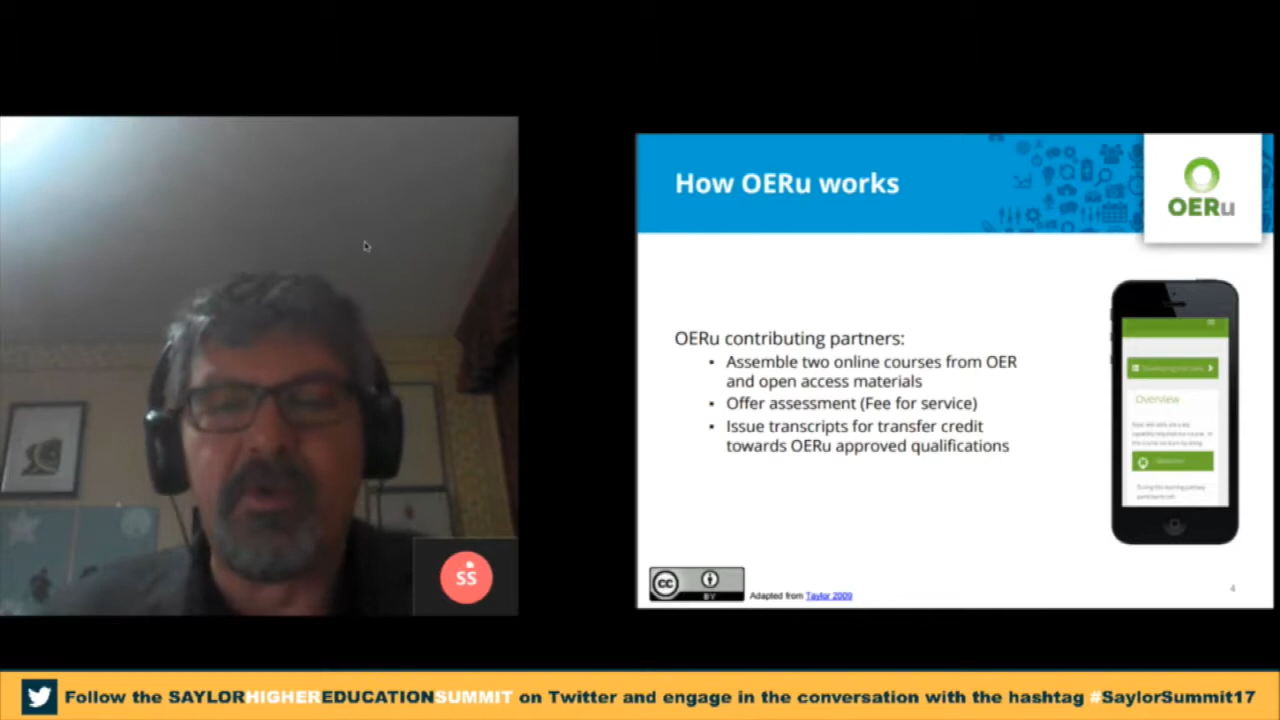 How OERu works
OERu
OERu contributing partners:
▪ Assemble two online courses from OER
and open access materials
▪ Offer assessment (Fee for service)
▪ Issue transcripts for transfer credit
towards OERu approved qualifications
Overview
SS
CC BY
Adapted from Taylor 2009
4
Follow the SAYLORHIGHEREDUCATIONSUMMIT on Twitter and engage in the conversation with the hashtag #SaylorSummit17